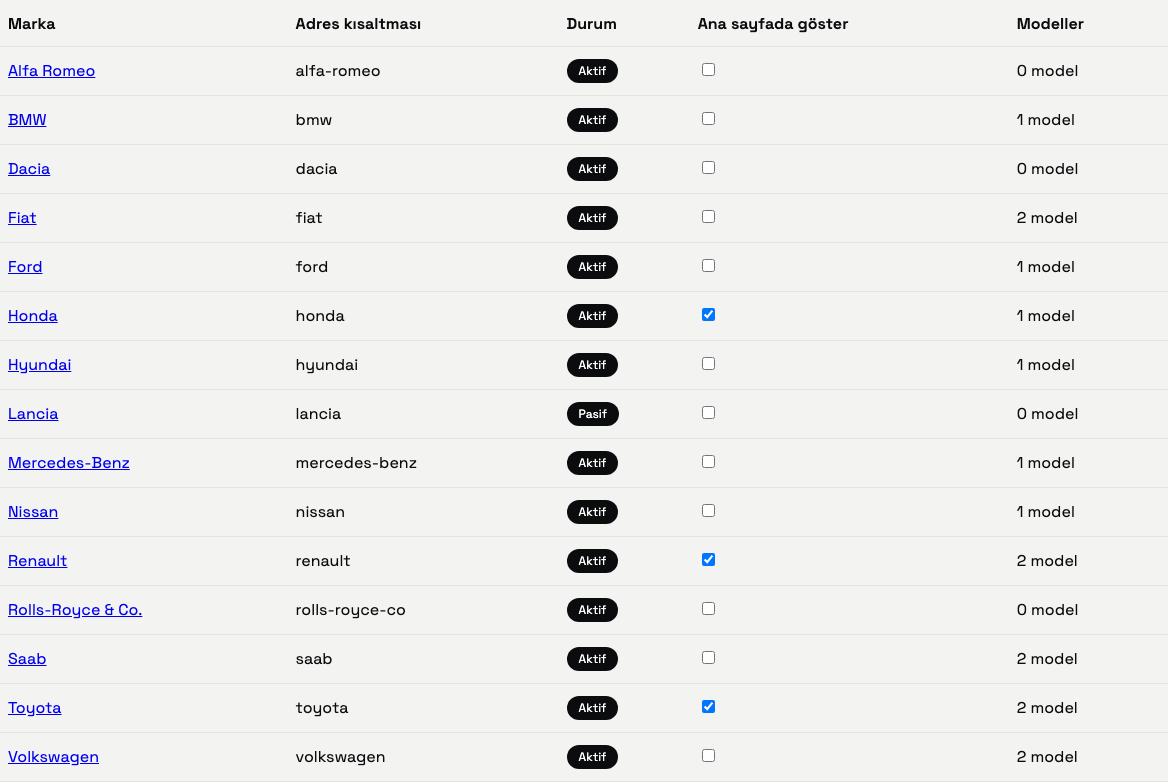 Marka Adres kısaltması Durum Ana sayfada göster Modeller
Alfa Romeo alfa-romeo Aktif 0 model
BMW bmw Aktif 1 model
Dacia dacia Aktif 0 model
Fiat fiat Aktif 2 model
Ford ford Aktif 1 model
Honda honda Aktif 1 model
Hyundai hyundai Aktif 1 model
Lancia lancia Pasif 0 model
Mercedes-Benz mercedes-benz Aktif 1 model
Nissan nissan Aktif 1 model
Renault renault Aktif 2 model
Rolls-Royce & Co. rolls-royce-co Aktif 0 model
Saab saab Aktif 2 model
Toyota toyota Aktif 2 model
Volkswagen volkswagen Aktif 2 model